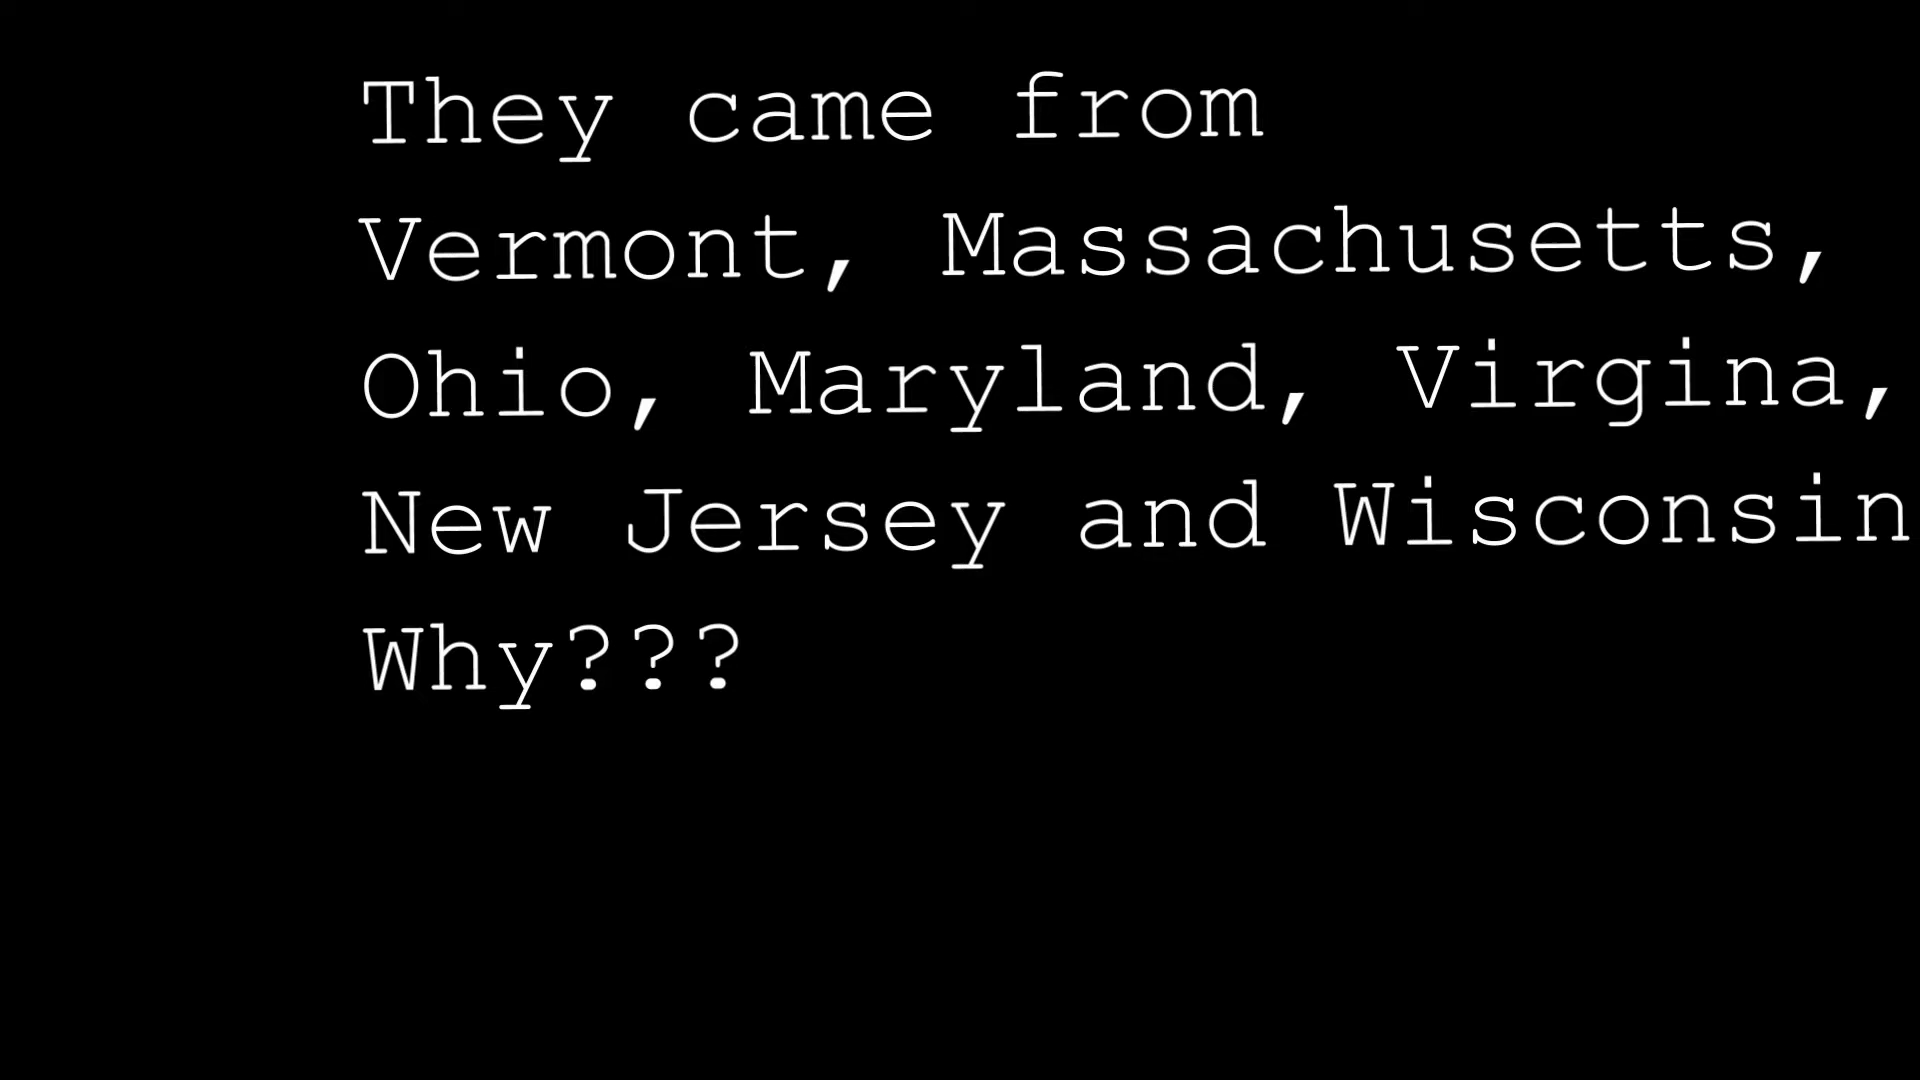 They came from
Vermont, Massachusetts,
Ohio, Maryland, Virgina,
New Jersey and Wisconsin
Why???